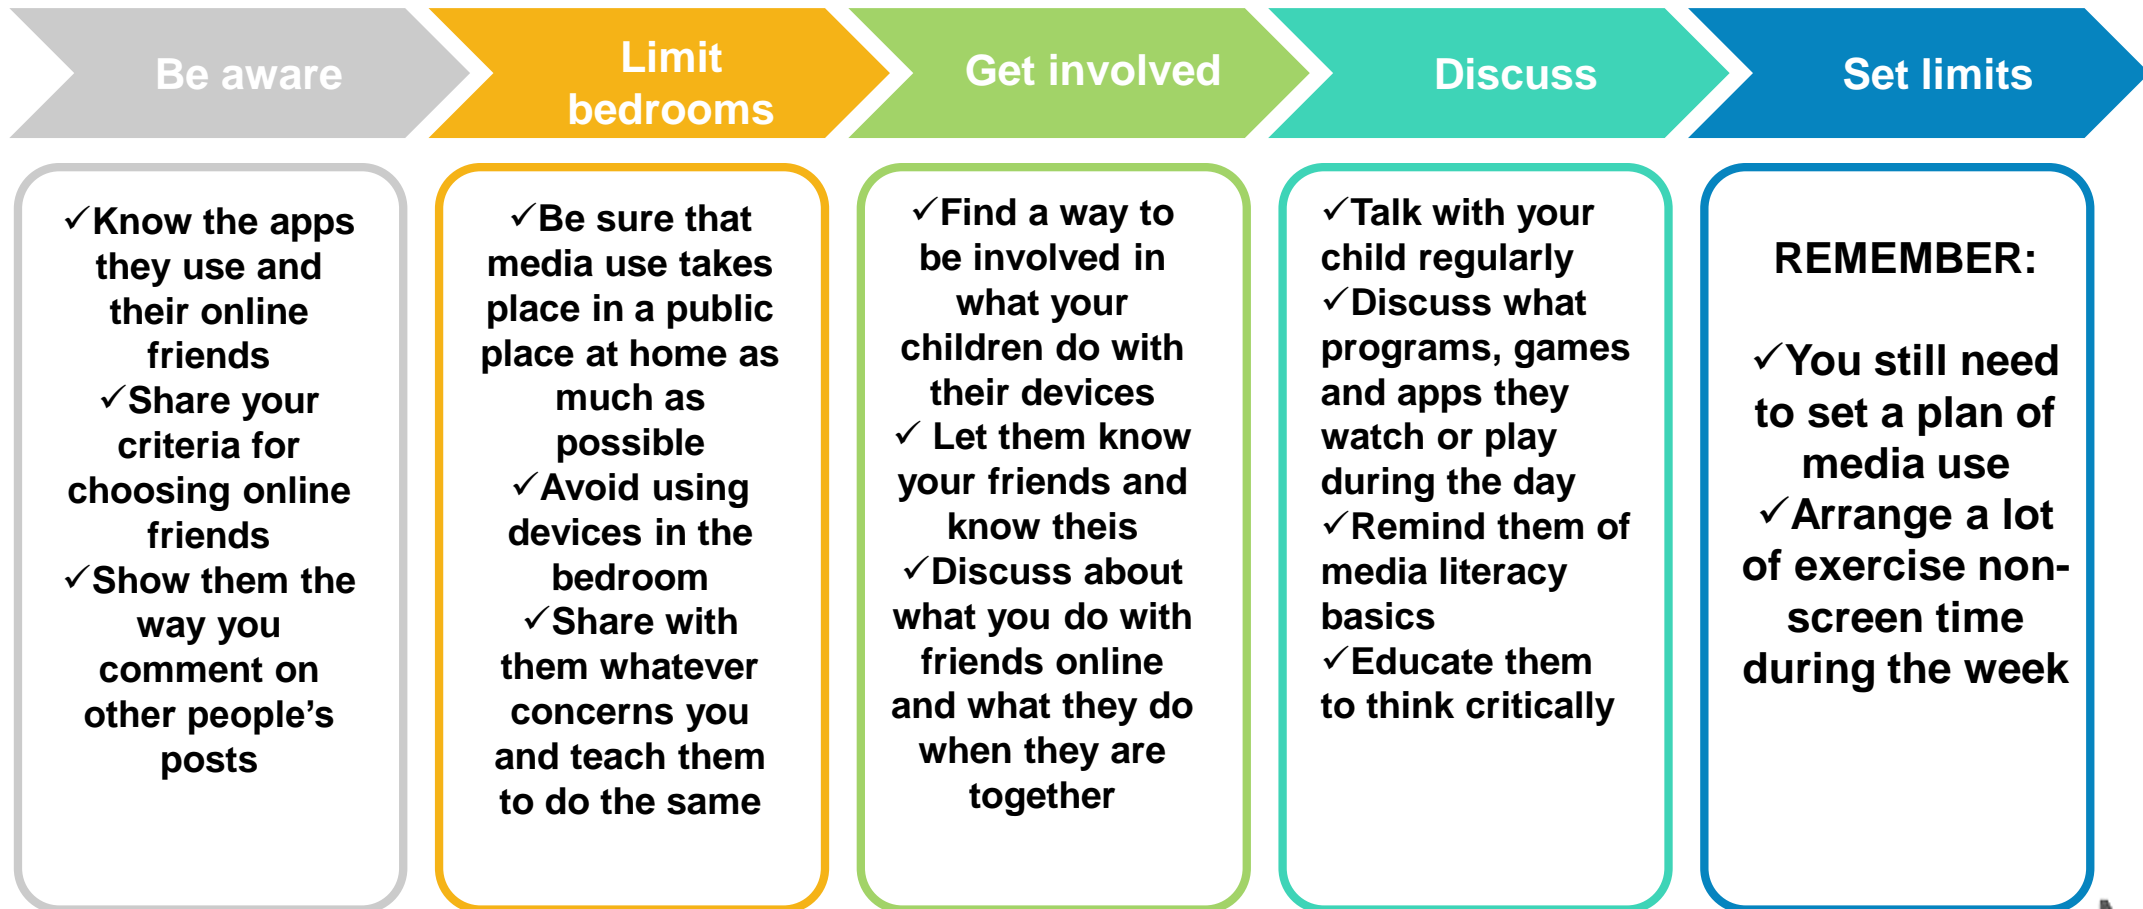 Be aware
Limit
bedrooms
Get involved
Discuss
Set limits
✓Know the apps
they use and
their online
friends
✓Share your
criteria for
choosing online
friends
✓Show them the
way you
comment on
other people’s
posts
✓Be sure that
media use takes
place in a public
place at home as
much as
possible
✓Avoid using
devices in the
bedroom
✓Share with
them whatever
concerns you
and teach them
to do the same
✓Find a way to
be involved in
what your
children do with
their devices
✓ Let them know
your friends and
know theis
✓Discuss about
what you do with
friends online
and what they do
when they are
together
✓Talk with your
child regularly
✓Discuss what
programs, games
and apps they
watch or play
during the day
✓Remind them of
media literacy
basics
✓Educate them
to think critically
REMEMBER:
✓You still need
to set a plan of
media use
✓Arrange a lot
of exercise non-
screen time
during the week